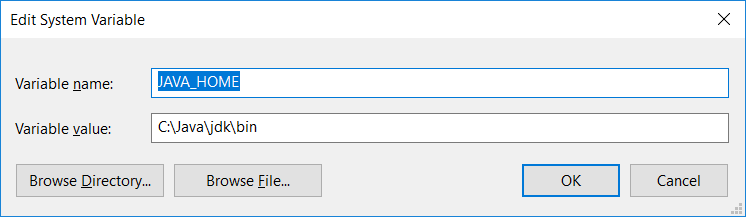 Edit System Variable
Variable name: JAVA_HOME
Variable value: C:\Java\jdk\bin
Browse Directory... Browse File... OK Cancel